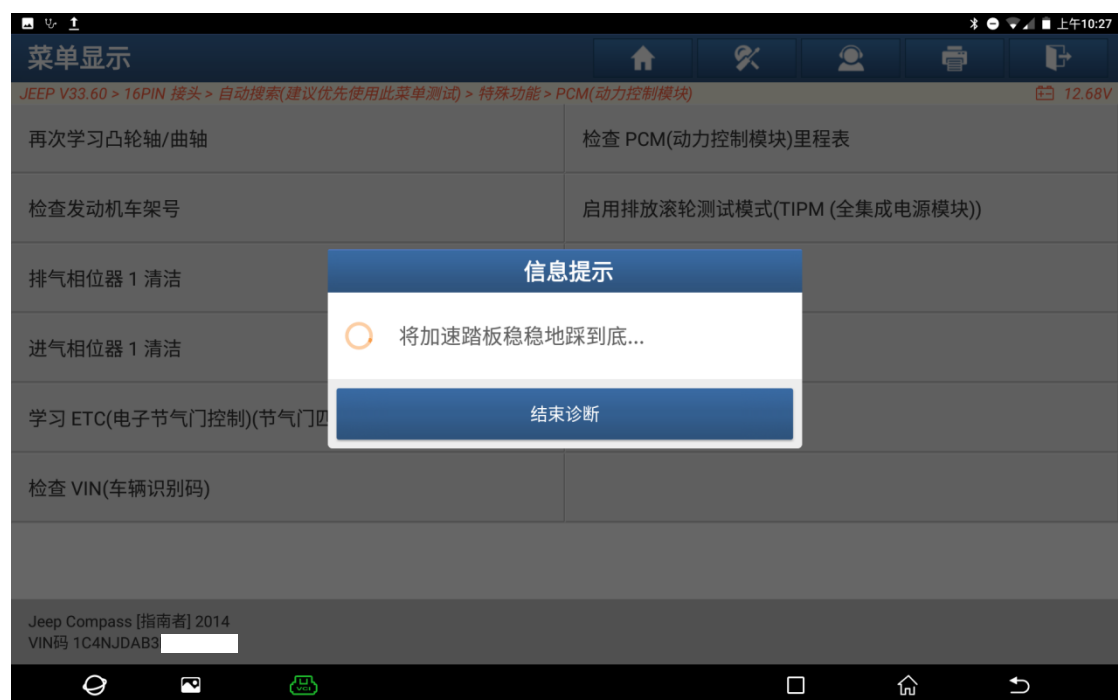 上午10:27
菜单显示
JEEP V33.60 > 16PIN 接头 > 自动搜索(建议优先使用此菜单测试) > 特殊功能 > PCM(动力控制模块)
12.68V
再次学习凸轮轴/曲轴
检查 PCM(动力控制模块)里程表
检查发动机车架号
启用排放滚轮测试模式(TIPM (全集成电源模块))
信息提示
排气相位器 1 清洁
将加速踏板稳稳地踩到底...
进气相位器 1 清洁
结束诊断
学习 ETC(电子节气门控制)(节气门
检查 VIN(车辆识别码)
Jeep Compass [指南者] 2014
VIN码 1C4NJDAB3
VCI